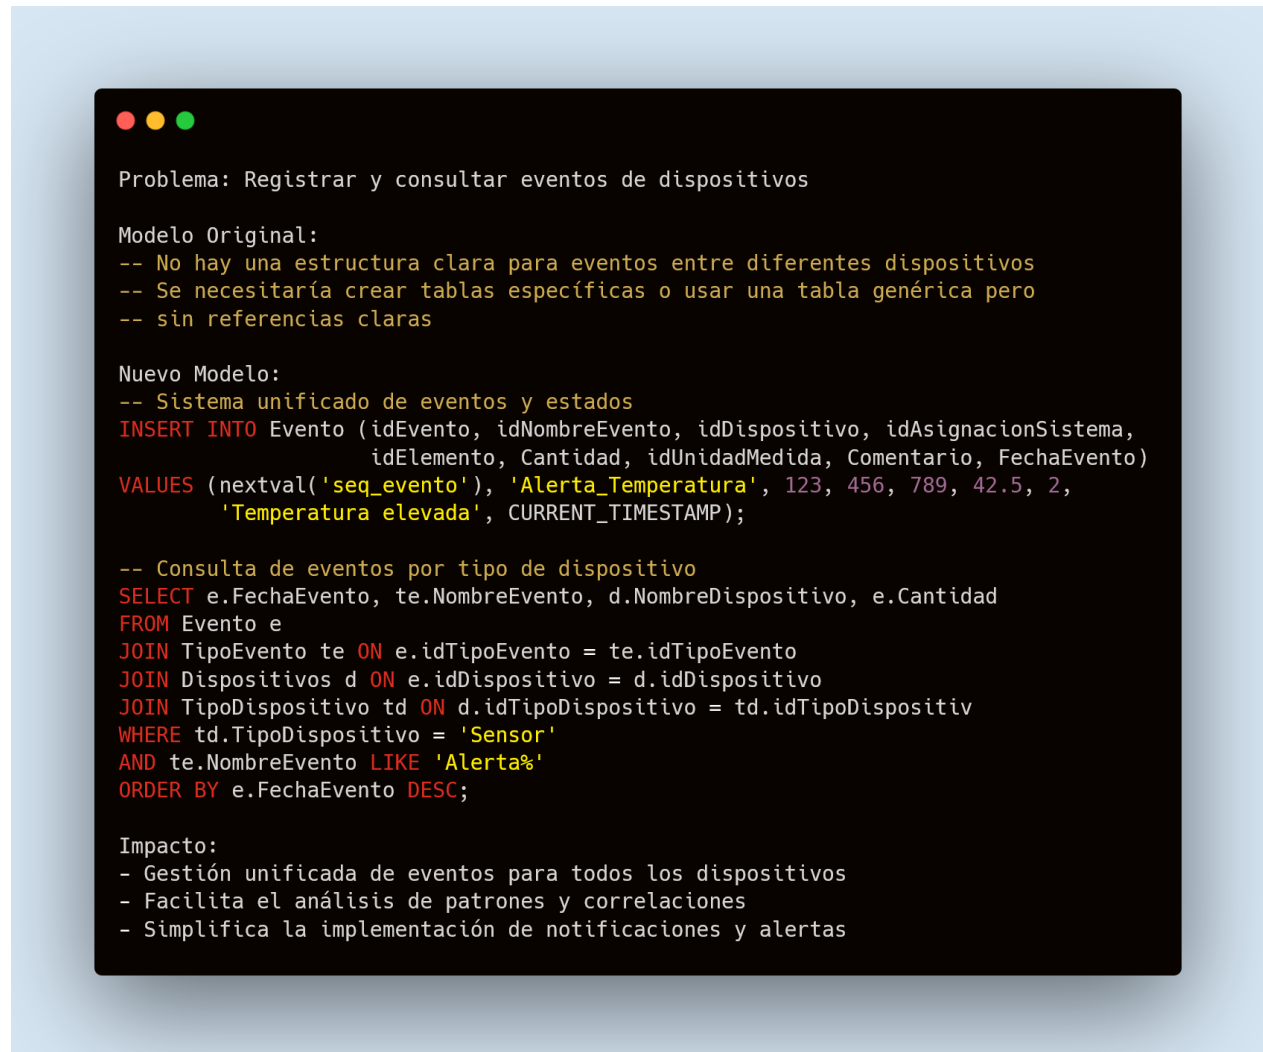 Problema: Registrar y consultar eventos de dispositivos
Modelo Original:
-- No hay una estructura clara para eventos entre diferentes dispositivos
-- Se necesitaría crear tablas específicas o usar una tabla genérica pero
-- sin referencias claras
Nuevo Modelo:
-- Sistema unificado de eventos y estados
INSERT INTO Evento (idEvento, idNombreEvento, idDispositivo, idAsignacionSistema,
idElemento, Cantidad, idUnidadMedida, Comentario, FechaEvento)
VALUES (nextval('seq_evento'), 'Alerta_Temperatura', 123, 456, 789, 42.5, 2,
'Temperatura elevada', CURRENT_TIMESTAMP);
-- Consulta de eventos por tipo de dispositivo
SELECT e.FechaEvento, te.NombreEvento, d.NombreDispositivo, e.Cantidad
FROM Evento e
JOIN TipoEvento te ON e.idTipoEvento = te.idTipoEvento
JOIN Dispositivos d ON e.idDispositivo = d.idDispositivo
JOIN TipoDispositivo td ON d.idTipoDispositivo = td.idTipoDispositiv
WHERE td.TipoDispositivo = 'Sensor'
AND te.NombreEvento LIKE 'Alerta%'
ORDER BY e.FechaEvento DESC;
Impacto:
- Gestión unificada de eventos para todos los dispositivos
- Facilita el análisis de patrones y correlaciones
- Simplifica la implementación de notificaciones y alertas